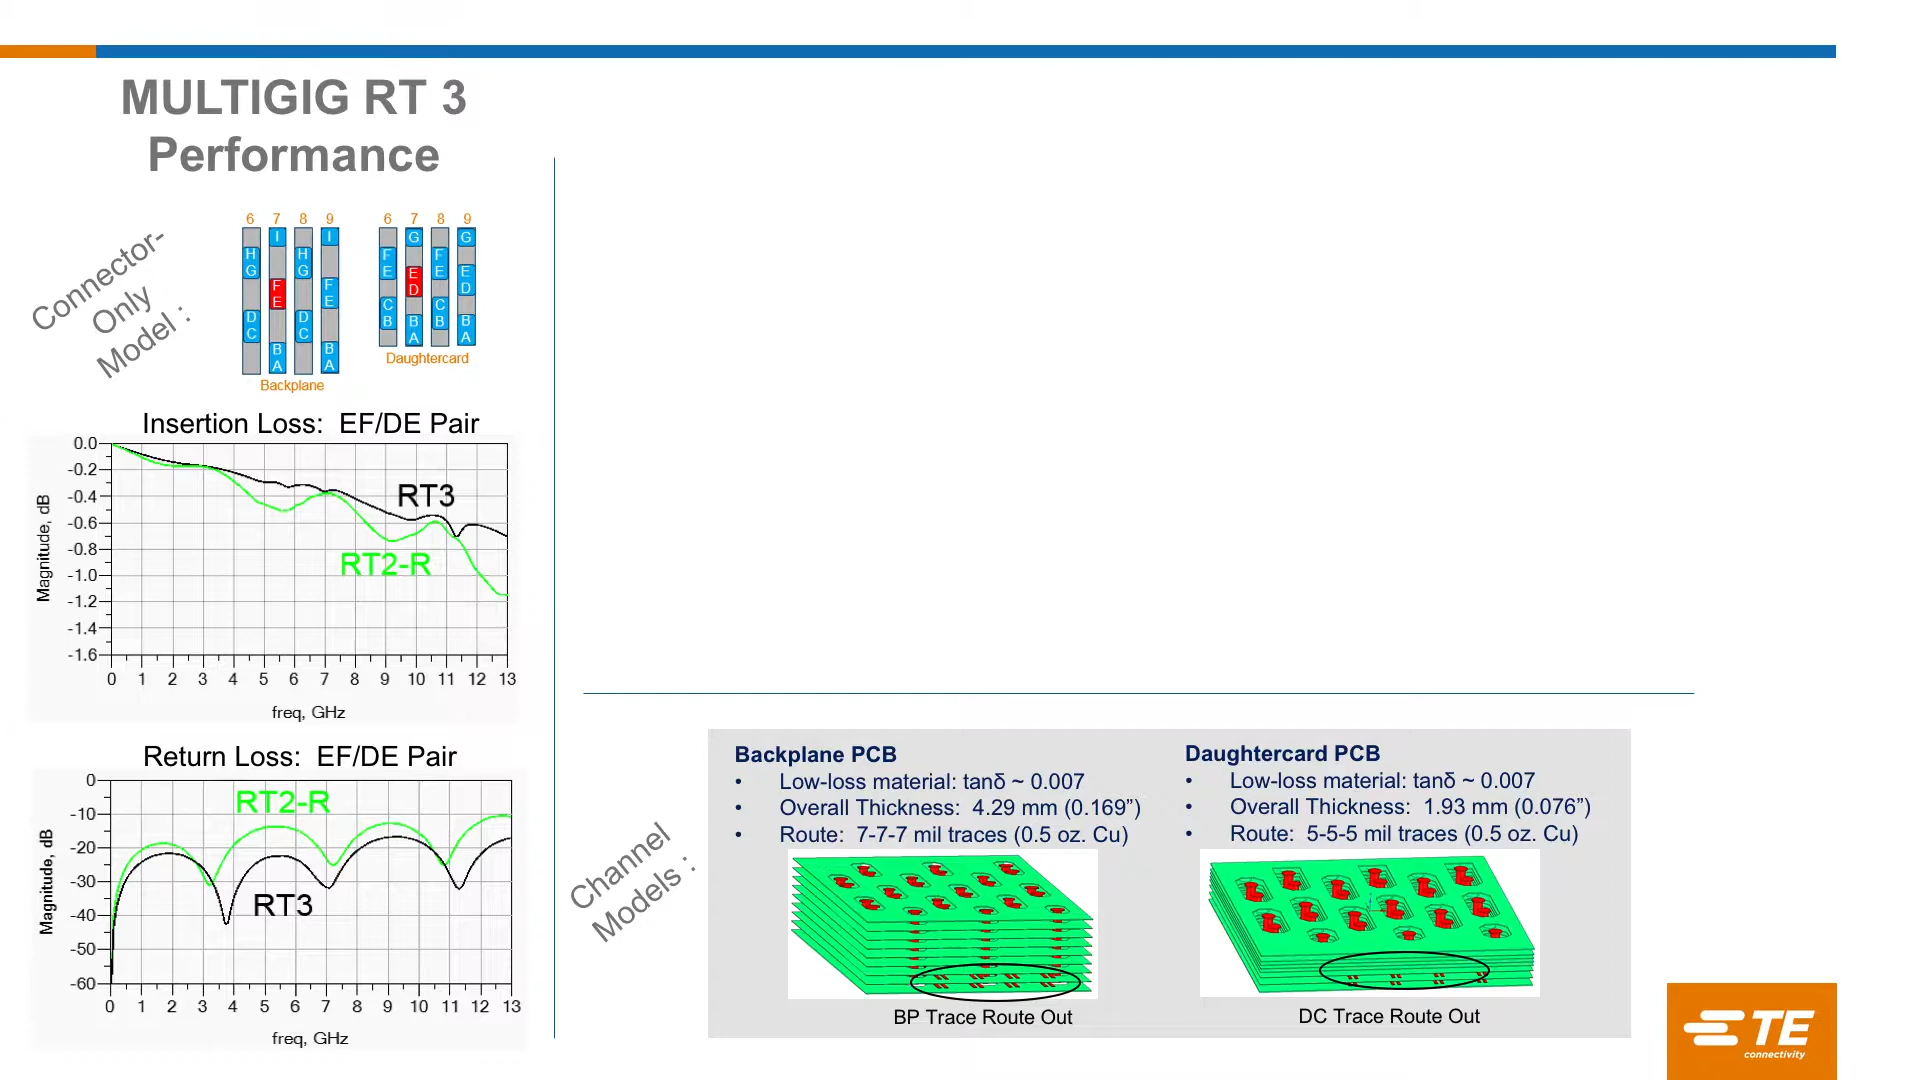 MULTIGIG RT 3
Performance
Connector-
Only
Model :
6 7 8 9
I I
H H
G G
F F
E E
D D
C C
B B
A A
Backplane
6 7 8 9
G G
F F
E E
E E
D D
C C
B B
B B
A A
Daughtercard
Insertion Loss: EF/DE Pair
Magnitude, dB
0.0
-0.2
-0.4
-0.6
-0.8
-1.0
-1.2
-1.4
-1.6
RT3
RT2-R
0 1 2 3 4 5 6 7 8 9 10 11 12 13
freq, GHz
Return Loss: EF/DE Pair
Magnitude, dB
0
-10
-20
-30
-40
-50
-60
RT2-R
RT3
0 1 2 3 4 5 6 7 8 9 10 11 12 13
freq, GHz
Channel
Models :
Backplane PCB
• Low-loss material: tanδ ~ 0.007
• Overall Thickness: 4.29 mm (0.169”)
• Route: 7-7-7 mil traces (0.5 oz. Cu)
BP Trace Route Out
Daughtercard PCB
• Low-loss material: tanδ ~ 0.007
• Overall Thickness: 1.93 mm (0.076”)
• Route: 5-5-5 mil traces (0.5 oz. Cu)
DC Trace Route Out
TE
connectivity